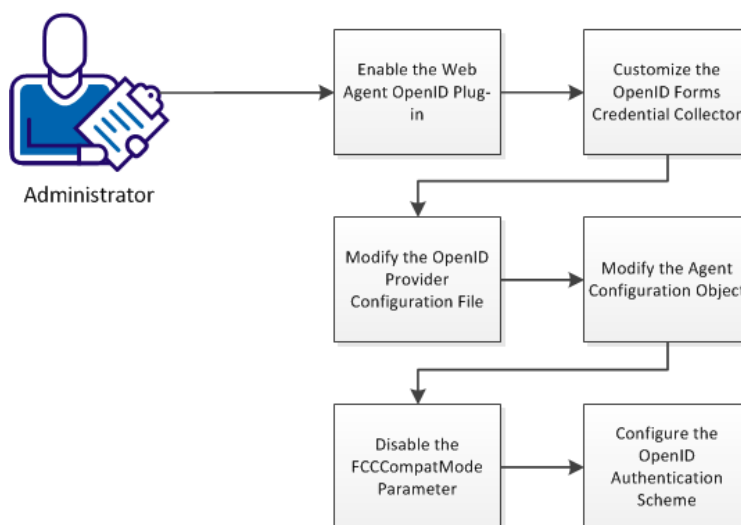 Administrator
Enable the Web
Agent OpenID Plug-
in
Customize the
OpenID Forms
Credential Collector
Modify the OpenID
Provider
Configuration File
Modify the Agent
Configuration Object
Disable the
FCCCompatMode
Parameter
Configure the
OpenID
Authentication
Scheme